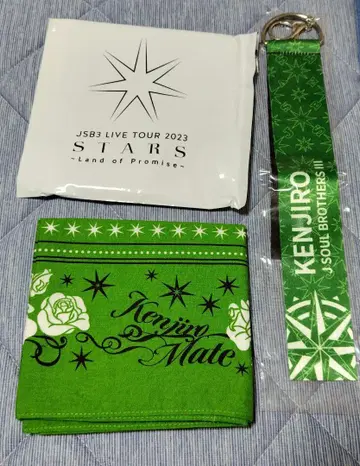 JSB3 LIVE TOUR 2023
STARS
~Land of Promise~
KENJIRO
J SOUL BROTHERS III
Kenjiro
Mate